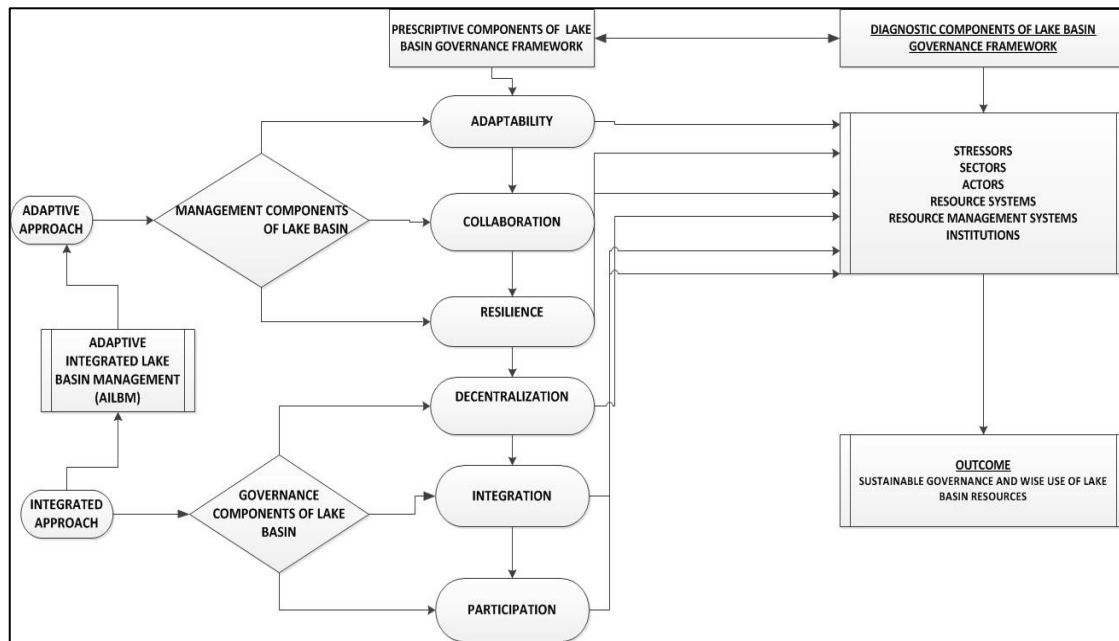 PRESCRIPTIVE COMPONENTS OF LAKE
BASIN GOVERNANCE FRAMEWORK
DIAGNOSTIC COMPONENTS OF LAKE BASIN
GOVERNANCE FRAMEWORK
ADAPTABILITY
STRESSORS
SECTORS
ACTORS
RESOURCE SYSTEMS
RESOURCE MANAGEMENT SYSTEMS
INSTITUTIONS
ADAPTIVE
APPROACH
MANAGEMENT COMPONENTS
OF LAKE BASIN
COLLABORATION
RESILIENCE
ADAPTIVE
INTEGRATED LAKE
BASIN MANAGEMENT
(AILBM)
DECENTRALIZATION
INTEGRATED
APPROACH
GOVERNANCE
COMPONENTS OF LAKE
BASIN
INTEGRATION
OUTCOME
SUSTAINABLE GOVERNANCE AND WISE USE OF LAKE
BASIN RESOURCES
PARTICIPATION